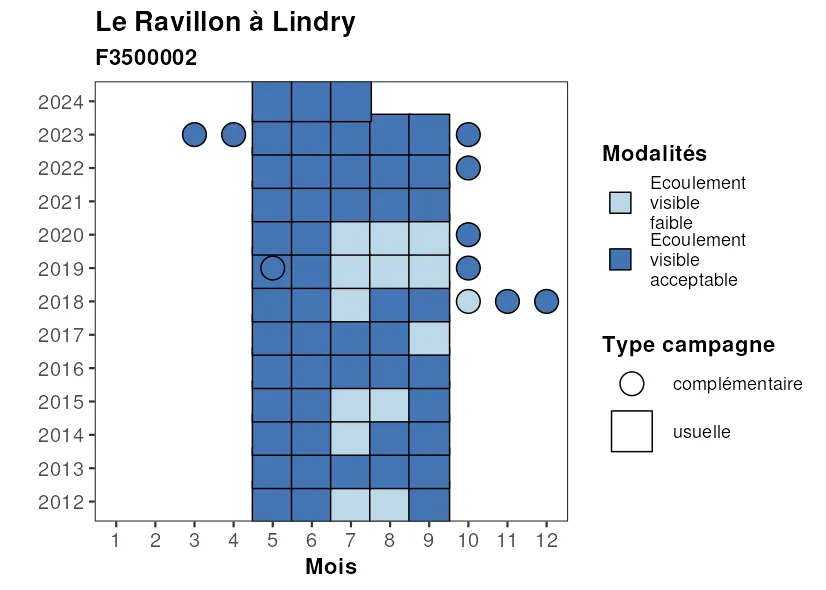 Le Ravillon à Lindry
F3500002
2024
2023
2022
2021
2020
2019
2018
2017
2016
2015
2014
2013
2012
1 2 3 4 5 6 7 8 9 10 11 12
Mois
Modalités
Ecoulement
visible
faible
Ecoulement
visible
acceptable
Type campagne
complémentaire
usuelle